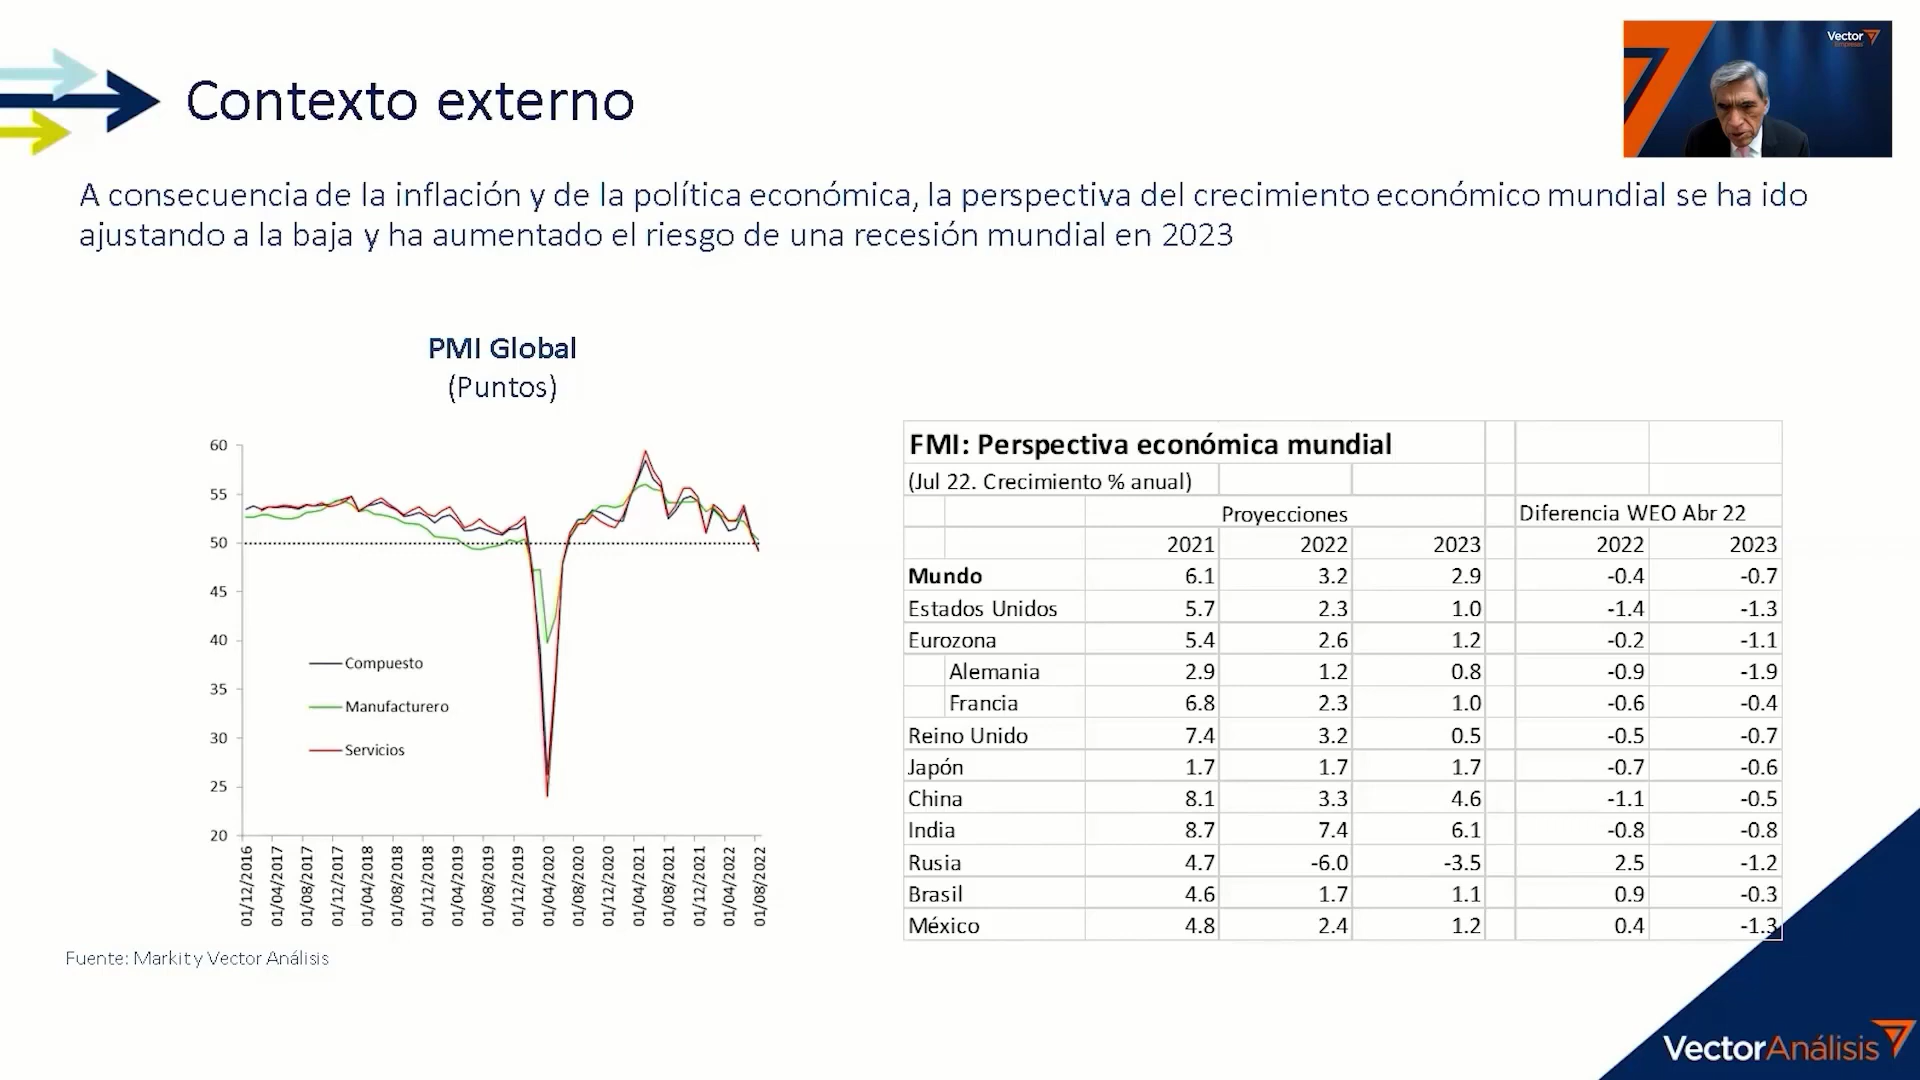 Contexto externo
Vector
Empresas
A consecuencia de la inflación y de la política económica, la perspectiva del crecimiento económico mundial se ha ido
ajustando a la baja y ha aumentado el riesgo de una recesión mundial en 2023
PMI Global
(Puntos)
60
55
50
45
40
35
30
25
20
Compuesto
Manufacturero
Servicios
01/12/2016
01/04/2017
01/08/2017
01/12/2017
01/04/2018
01/08/2018
01/12/2018
01/04/2019
01/08/2019
01/12/2019
01/04/2020
01/08/2020
01/12/2020
01/04/2021
01/08/2021
01/12/2021
01/04/2022
01/08/2022
Fuente: Markit y Vector Análisis
FMI: Perspectiva económica mundial
(Jul 22. Crecimiento % anual)
Proyecciones Diferencia WEO Abr 22
2021 2022 2023 2022 2023
Mundo 6.1 3.2 2.9 -0.4 -0.7
Estados Unidos 5.7 2.3 1.0 -1.4 -1.3
Eurozona 5.4 2.6 1.2 -0.2 -1.1
Alemania 2.9 1.2 0.8 -0.9 -1.9
Francia 6.8 2.3 1.0 -0.6 -0.4
Reino Unido 7.4 3.2 0.5 -0.5 -0.7
Japón 1.7 1.7 1.7 -0.7 -0.6
China 8.1 3.3 4.6 -1.1 -0.5
India 8.7 7.4 6.1 -0.8 -0.8
Rusia 4.7 -6.0 -3.5 2.5 -1.2
Brasil 4.6 1.7 1.1 0.9 -0.3
México 4.8 2.4 1.2 0.4 -1.3
VectorAnálisis